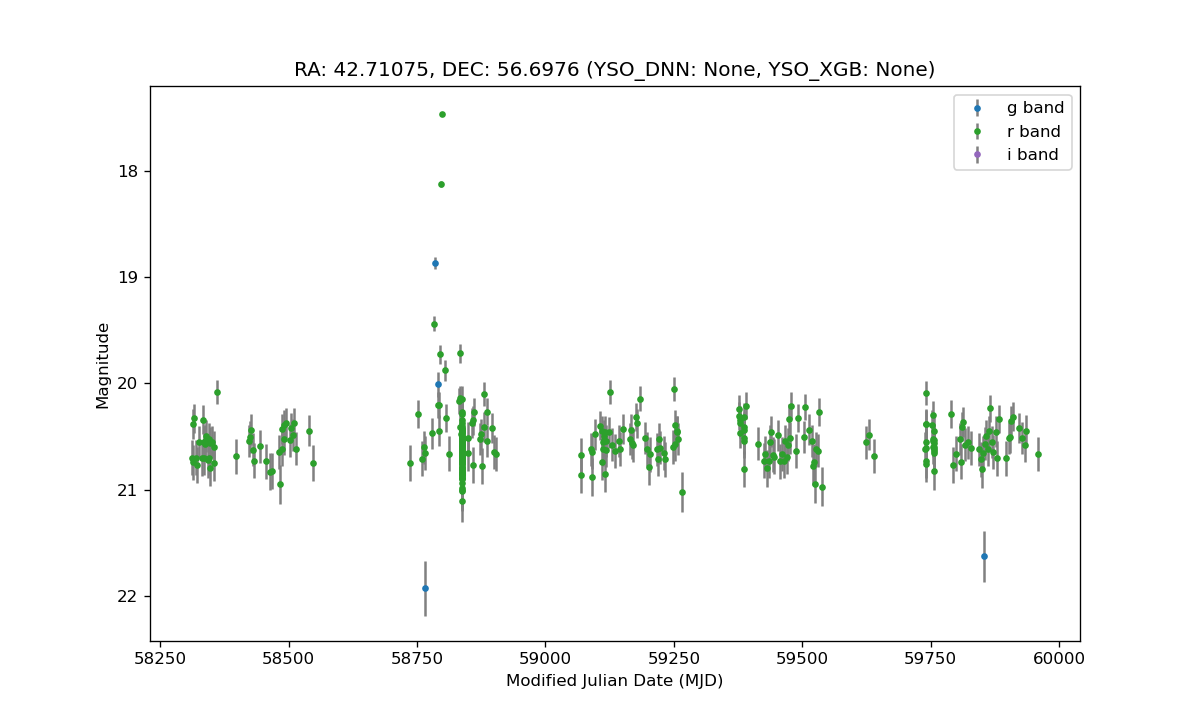 RA: 42.71075, DEC: 56.6976 (YSO_DNN: None, YSO_XGB: None)
g band
r band
i band
18
19
20
21
22
Magnitude
58250
58500
58750
59000
59250
59500
59750
60000
Modified Julian Date (MJD)